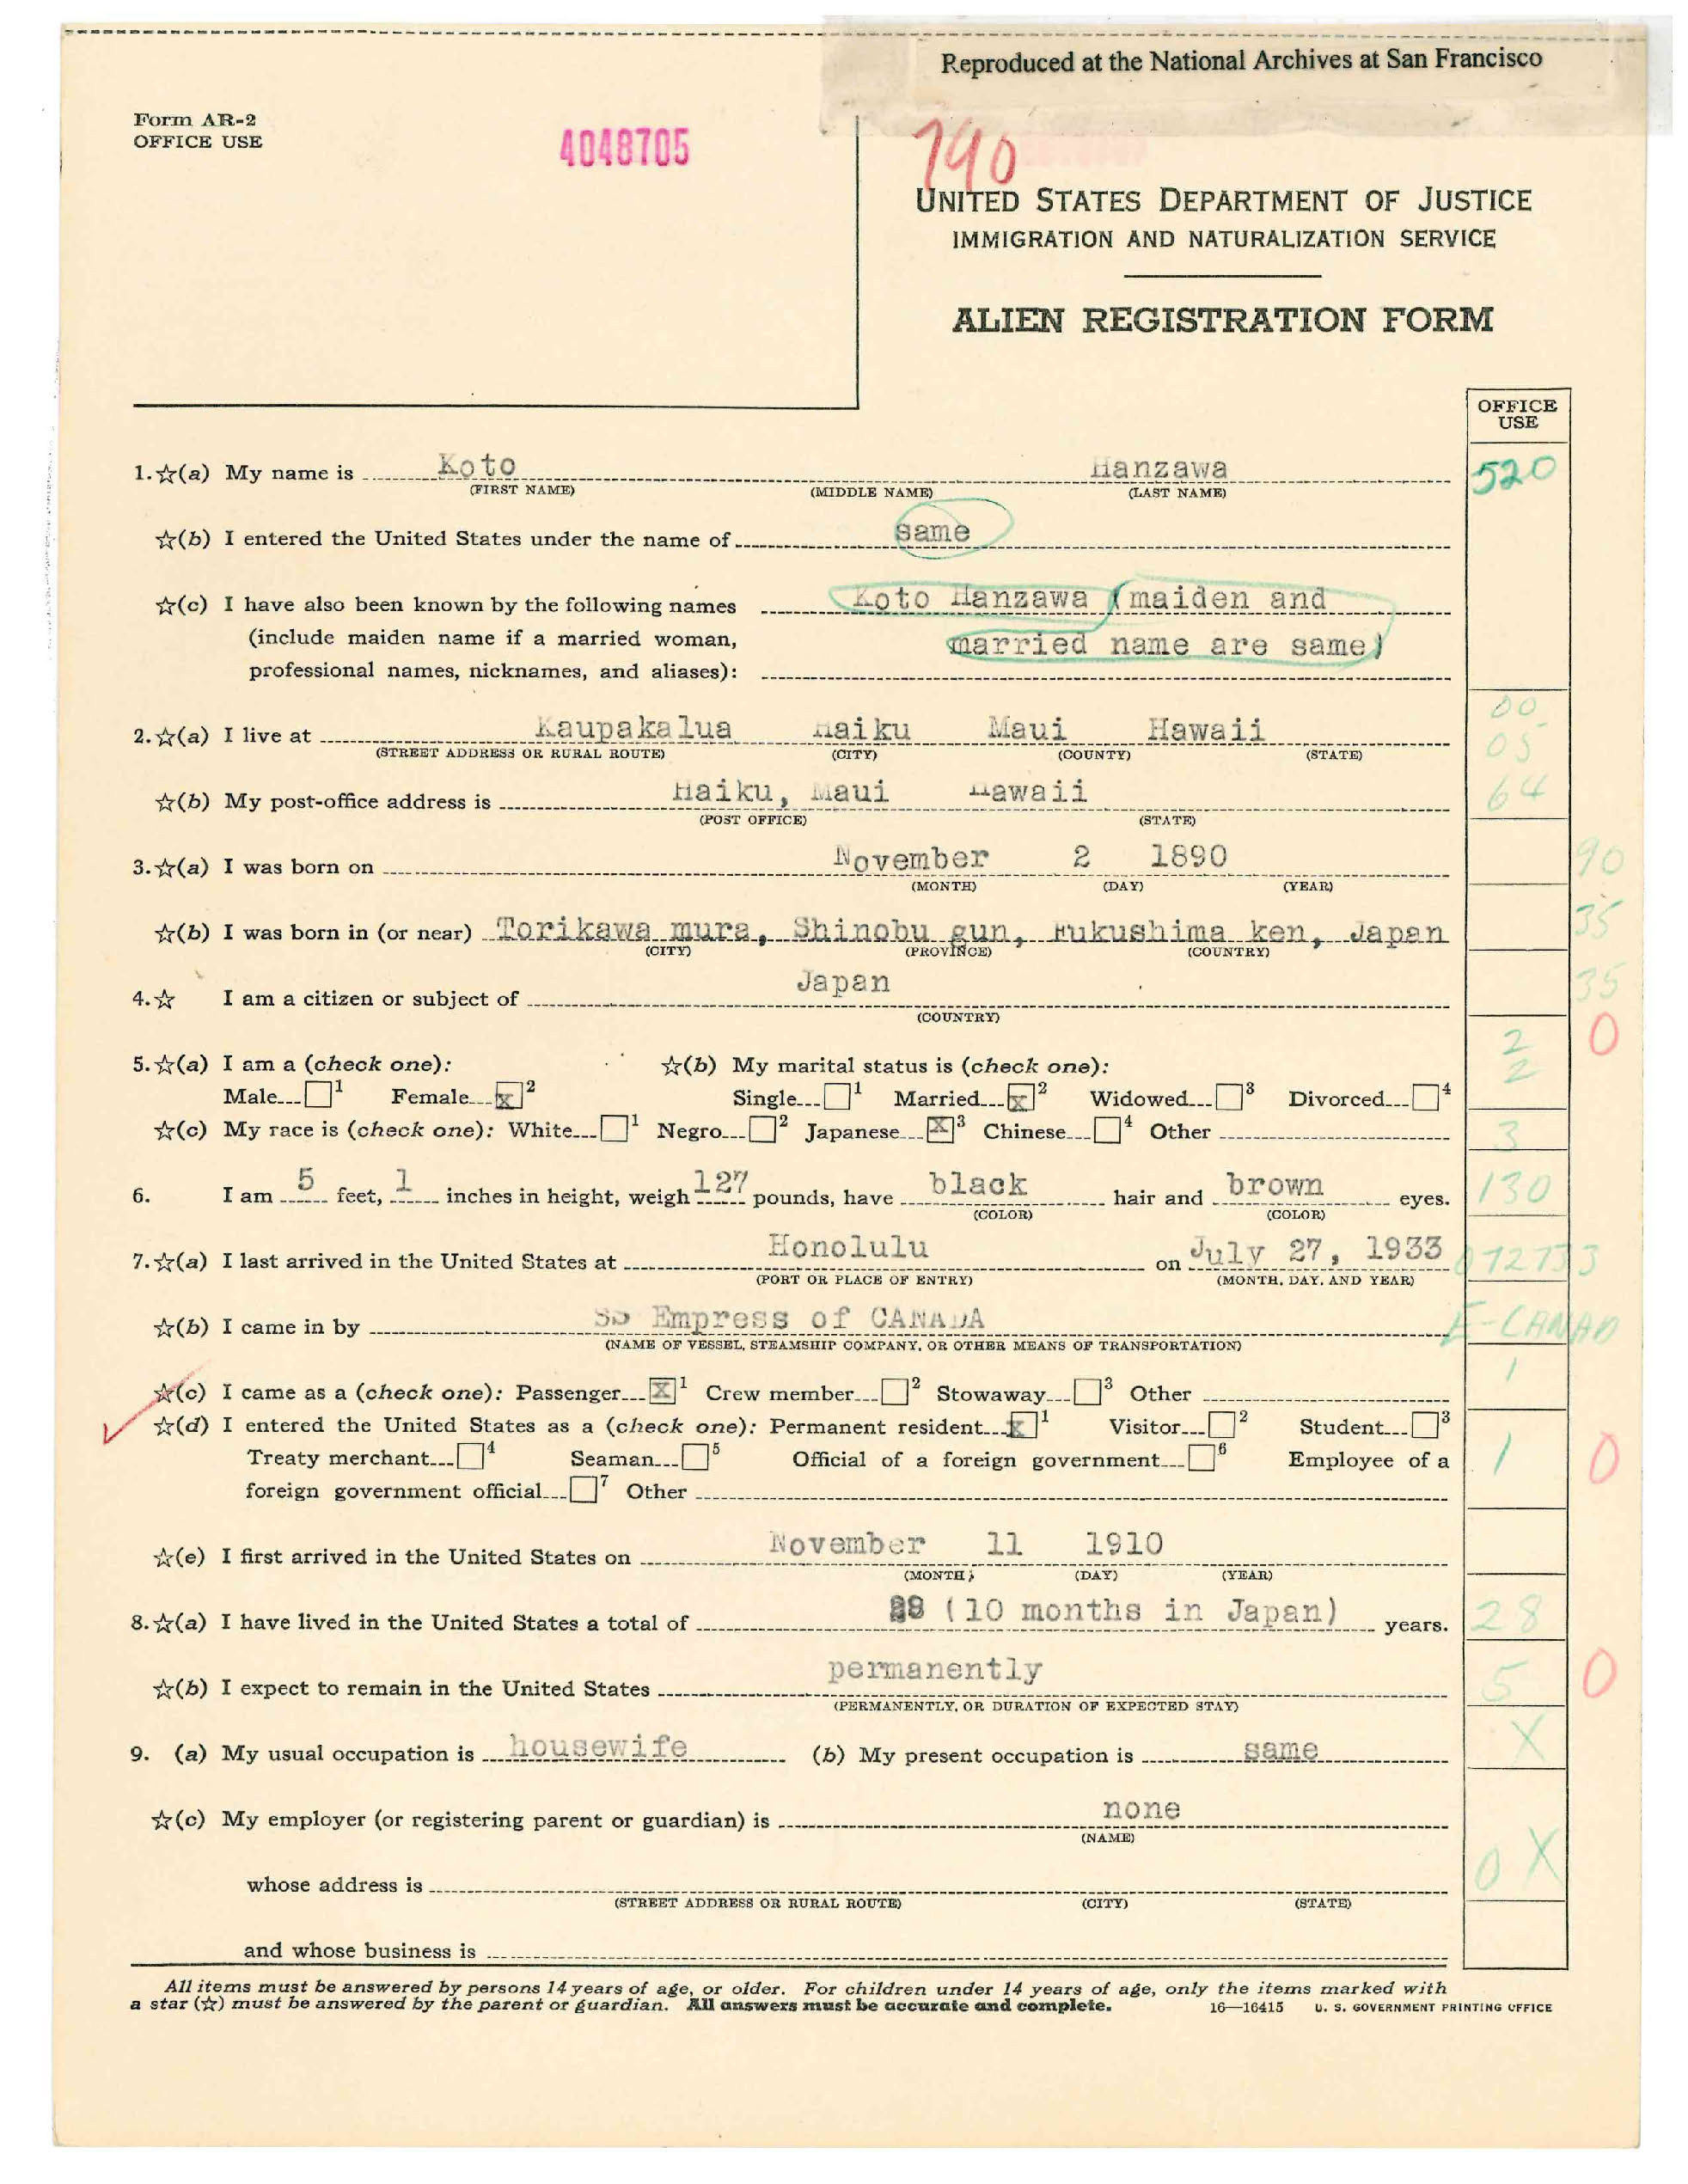 Reproduced at the National Archives at San Francisco
Form AR-2
OFFICE USE
4048705
790
UNITED STATES DEPARTMENT OF JUSTICE
IMMIGRATION AND NATURALIZATION SERVICE
ALIEN REGISTRATION FORM
OFFICE
USE
1.☆(a) My name is Koto Hanzawa 520
(FIRST NAME) (MIDDLE NAME) (LAST NAME)
☆(b) I entered the United States under the name of same
☆(c) I have also been known by the following names Koto Hanzawa (maiden and
(include maiden name if a married woman, married name are same)
professional names, nicknames, and aliases):
00
2.☆(a) I live at Kaupakalua Haiku Maui Hawaii 05
(STREET ADDRESS OR RURAL ROUTE) (CITY) (COUNTY) (STATE)
☆(b) My post-office address is Haiku, Maui Hawaii 64
(POST OFFICE) (STATE)
3.☆(a) I was born on November 2 1890 90
(MONTH) (DAY) (YEAR)
☆(b) I was born in (or near) Torikawa mura, Shinobu gun, Fukushima ken, Japan 35
(CITY) (PROVINCE) (COUNTRY)
4.☆ I am a citizen or subject of Japan 35
(COUNTRY)
0
5.☆(a) I am a (check one): ☆(b) My marital status is (check one): 2
Male 1 Female x 2 Single 1 Married x 2 Widowed 3 Divorced 4 2
☆(c) My race is (check one): White 1 Negro 2 Japanese X 3 Chinese 4 Other 3
6. I am 5 feet, 1 inches in height, weigh 127 pounds, have black hair and brown eyes. 130
(COLOR) (COLOR)
7.☆(a) I last arrived in the United States at Honolulu on July 27, 1933 072733
(PORT OR PLACE OF ENTRY) (MONTH, DAY, AND YEAR)
☆(b) I came in by SS Empress of CANADA E-CANAD
(NAME OF VESSEL, STEAMSHIP COMPANY, OR OTHER MEANS OF TRANSPORTATION)
☆(c) I came as a (check one): Passenger X 1 Crew member 2 Stowaway 3 Other 1
☆(d) I entered the United States as a (check one): Permanent resident x 1 Visitor 2 Student 3
Treaty merchant 4 Seaman 5 Official of a foreign government 6 Employee of a 1 0
foreign government official 7 Other
☆(e) I first arrived in the United States on November 11 1910
(MONTH) (DAY) (YEAR)
8.☆(a) I have lived in the United States a total of 28 (10 months in Japan) years. 28
☆(b) I expect to remain in the United States permanently 5 0
(PERMANENTLY, OR DURATION OF EXPECTED STAY)
9. (a) My usual occupation is housewife (b) My present occupation is same X
☆(c) My employer (or registering parent or guardian) is none
(NAME)
0 X
whose address is
(STREET ADDRESS OR RURAL ROUTE) (CITY) (STATE)
and whose business is
All items must be answered by persons 14 years of age, or older. For children under 14 years of age, only the items marked with
a star (☆) must be answered by the parent or guardian. All answers must be accurate and complete. 16—16415 U. S. GOVERNMENT PRINTING OFFICE